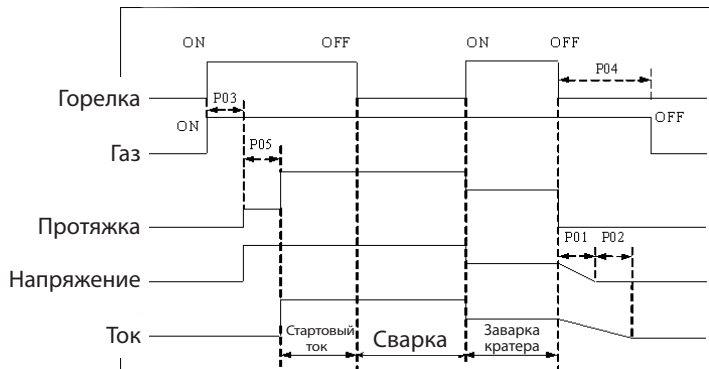 ON OFF ON OFF
P04
Горелка
P03
ON OFF
Газ
P05
Протяжка
P01 P02
Напряжение
Ток
Стартовый
ток
Сварка
Заварка
кратера